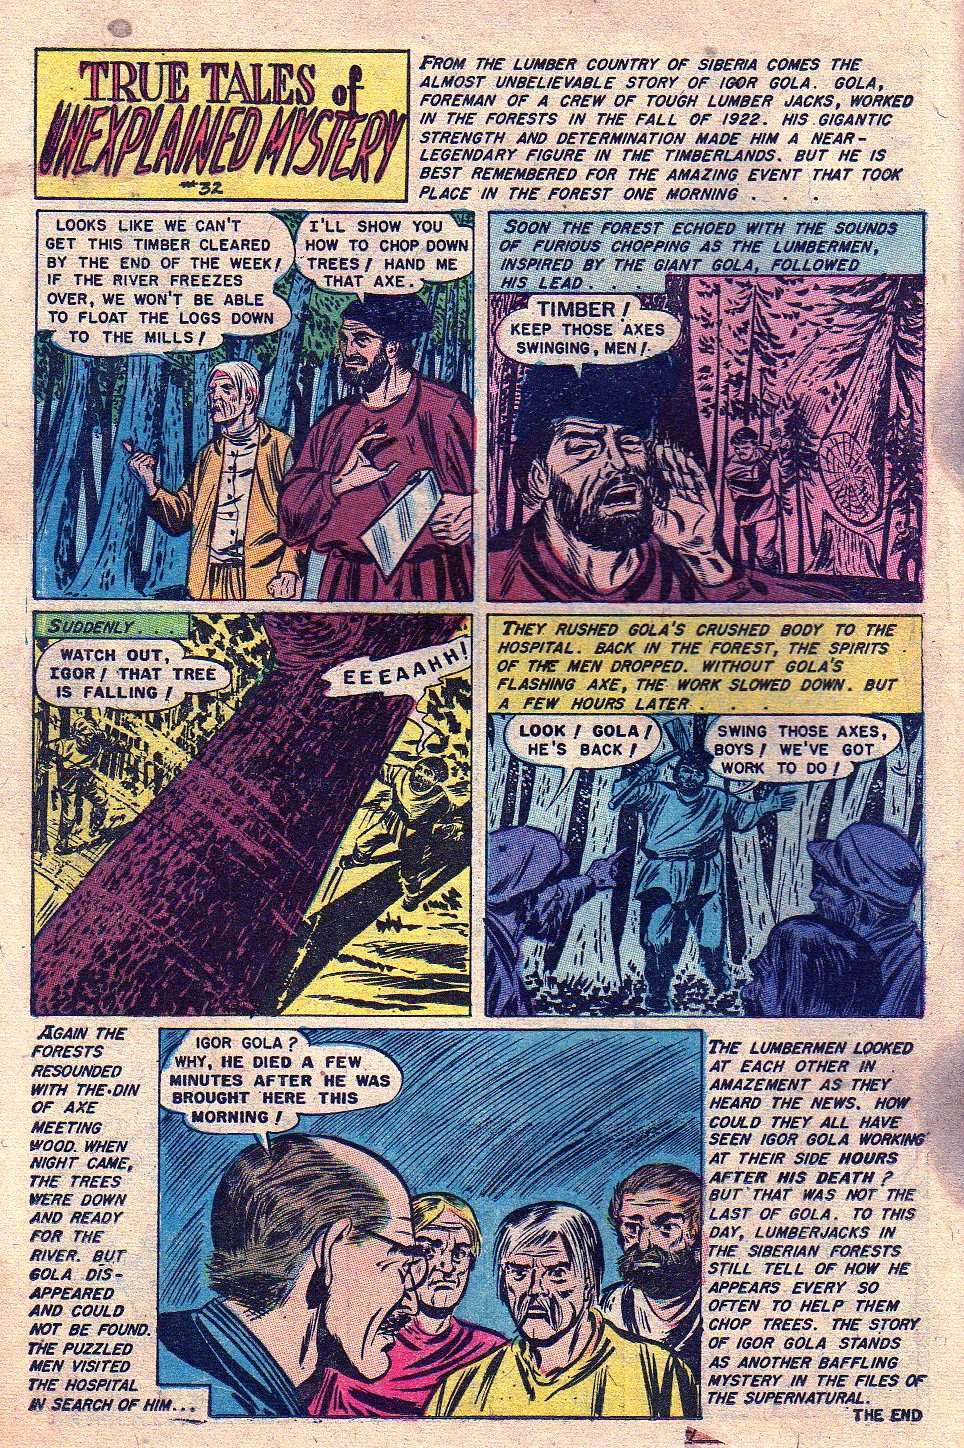 TRUE TALES of
UNEXPLAINED MYSTERY
#32
FROM THE LUMBER COUNTRY OF SIBERIA COMES THE
ALMOST UNBELIEVABLE STORY OF IGOR GOLA. GOLA,
FOREMAN OF A CREW OF TOUGH LUMBER JACKS, WORKED
IN THE FORESTS IN THE FALL OF 1922. HIS GIGANTIC
STRENGTH AND DETERMINATION MADE HIM A NEAR-
LEGENDARY FIGURE IN THE TIMBERLANDS. BUT HE IS
BEST REMEMBERED FOR THE AMAZING EVENT THAT TOOK
PLACE IN THE FOREST ONE MORNING . . .
LOOKS LIKE WE CAN'T
GET THIS TIMBER CLEARED
BY THE END OF THE WEEK!
IF THE RIVER FREEZES
OVER, WE WON'T BE ABLE
TO FLOAT THE LOGS DOWN
TO THE MILLS!
I'LL SHOW YOU
HOW TO CHOP DOWN
TREES! HAND ME
THAT AXE.
SOON THE FOREST ECHOED WITH THE SOUNDS
OF FURIOUS CHOPPING AS THE LUMBERMEN,
INSPIRED BY THE GIANT GOLA, FOLLOWED
HIS LEAD . . .
TIMBER!
KEEP THOSE AXES
SWINGING, MEN!
SUDDENLY . .
WATCH OUT,
IGOR! THAT TREE
IS FALLING!
EEEAAHH!
THEY RUSHED GOLA'S CRUSHED BODY TO THE
HOSPITAL. BACK IN THE FOREST, THE SPIRITS
OF THE MEN DROPPED. WITHOUT GOLA'S
FLASHING AXE, THE WORK SLOWED DOWN. BUT
A FEW HOURS LATER . . .
LOOK! GOLA!
HE'S BACK!
SWING THOSE AXES,
BOYS! WE'VE GOT
WORK TO DO!
AGAIN THE
FORESTS
RESOUNDED
WITH THE DIN
OF AXE
MEETING
WOOD. WHEN
NIGHT CAME,
THE TREES
WERE DOWN
AND READY
FOR THE
RIVER. BUT
GOLA DIS-
APPEARED
AND COULD
NOT BE FOUND.
THE PUZZLED
MEN VISITED
THE HOSPITAL
IN SEARCH OF HIM...
IGOR GOLA?
WHY, HE DIED A FEW
MINUTES AFTER HE WAS
BROUGHT HERE THIS
MORNING!
THE LUMBERMEN LOOKED
AT EACH OTHER IN
AMAZEMENT AS THEY
HEARD THE NEWS. HOW
COULD THEY ALL HAVE
SEEN IGOR GOLA WORKING
AT THEIR SIDE HOURS
AFTER HIS DEATH?
BUT THAT WAS NOT THE
LAST OF GOLA. TO THIS
DAY, LUMBERJACKS IN
THE SIBERIAN FORESTS
STILL TELL OF HOW HE
APPEARS EVERY SO
OFTEN TO HELP THEM
CHOP TREES. THE STORY
OF IGOR GOLA STANDS
AS ANOTHER BAFFLING
MYSTERY IN THE FILES OF
THE SUPERNATURAL.
THE END